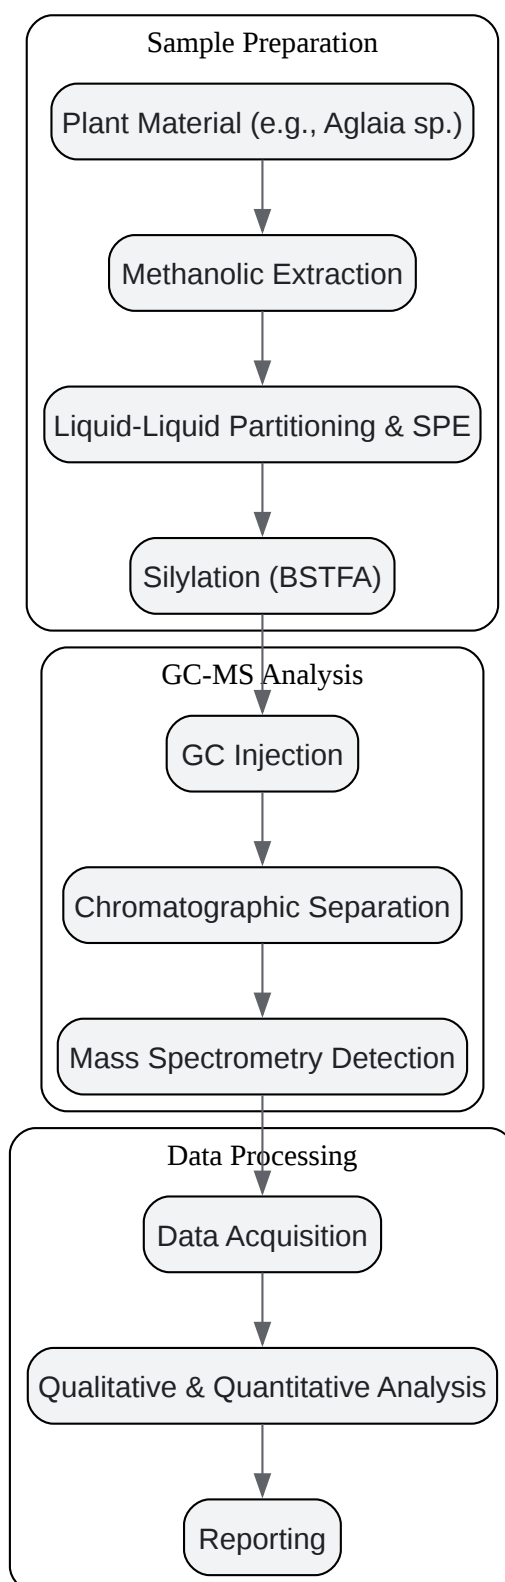 Sample Preparation
Plant Material (e.g., Aglaia sp.)
Methanolic Extraction
Liquid-Liquid Partitioning & SPE
Silylation (BSTFA)
GC-MS Analysis
GC Injection
Chromatographic Separation
Mass Spectrometry Detection
Data Processing
Data Acquisition
Qualitative & Quantitative Analysis
Reporting